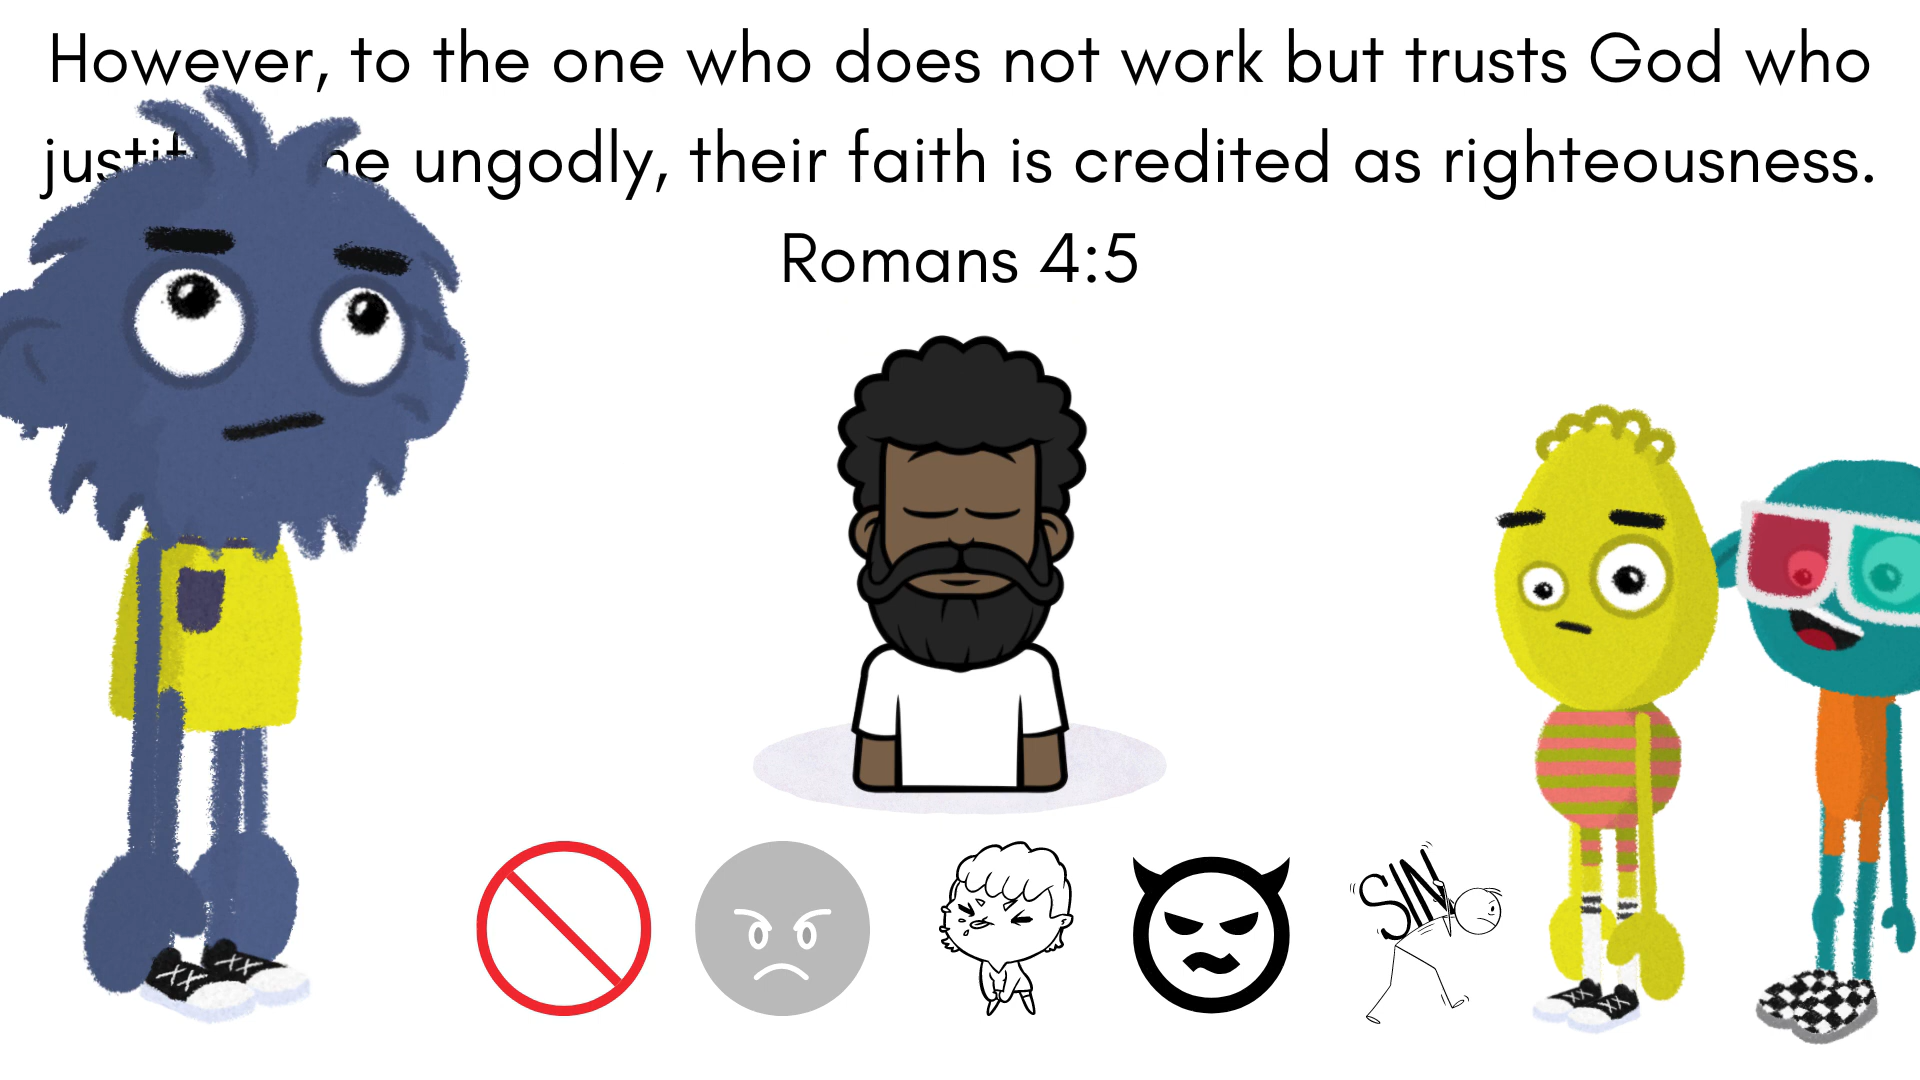 However, to the one who does not work but trusts God who
ungodly, their faith is credited as righteousness.
Romans 4:5
SIN